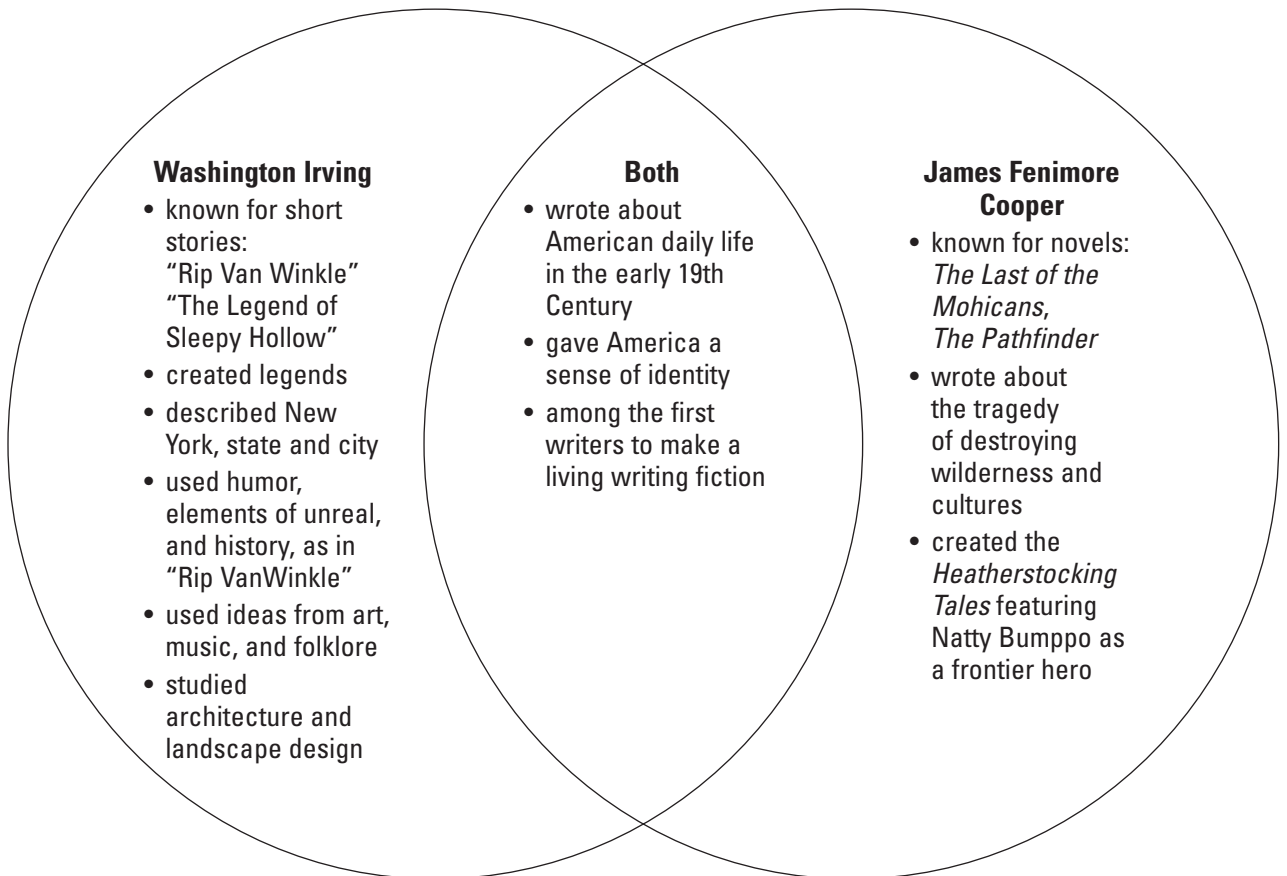 Washington Irving
• known for short
stories:
“Rip Van Winkle”
“The Legend of
Sleepy Hollow”
• created legends
• described New
York, state and city
• used humor,
elements of unreal,
and history, as in
“Rip VanWinkle”
• used ideas from art,
music, and folklore
• studied
architecture and
landscape design
Both
• wrote about
American daily life
in the early 19th
Century
• gave America a
sense of identity
• among the first
writers to make a
living writing fiction
James Fenimore
Cooper
• known for novels:
The Last of the
Mohicans,
The Pathfinder
• wrote about
the tragedy
of destroying
wilderness and
cultures
• created the
Heatherstocking
Tales featuring
Natty Bumppo as
a frontier hero